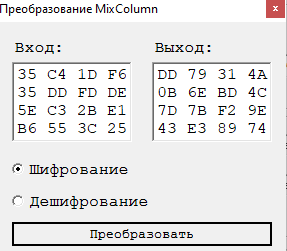 Преобразование MixColumn
Вход: Выход:
35 C4 1D F6 DD 79 31 4A
35 DD FD DE 0B 6E BD 4C
5E C3 2B E1 7D 7B F2 9E
B6 55 3C 25 43 E3 89 74
Шифрование
Дешифрование
Преобразовать